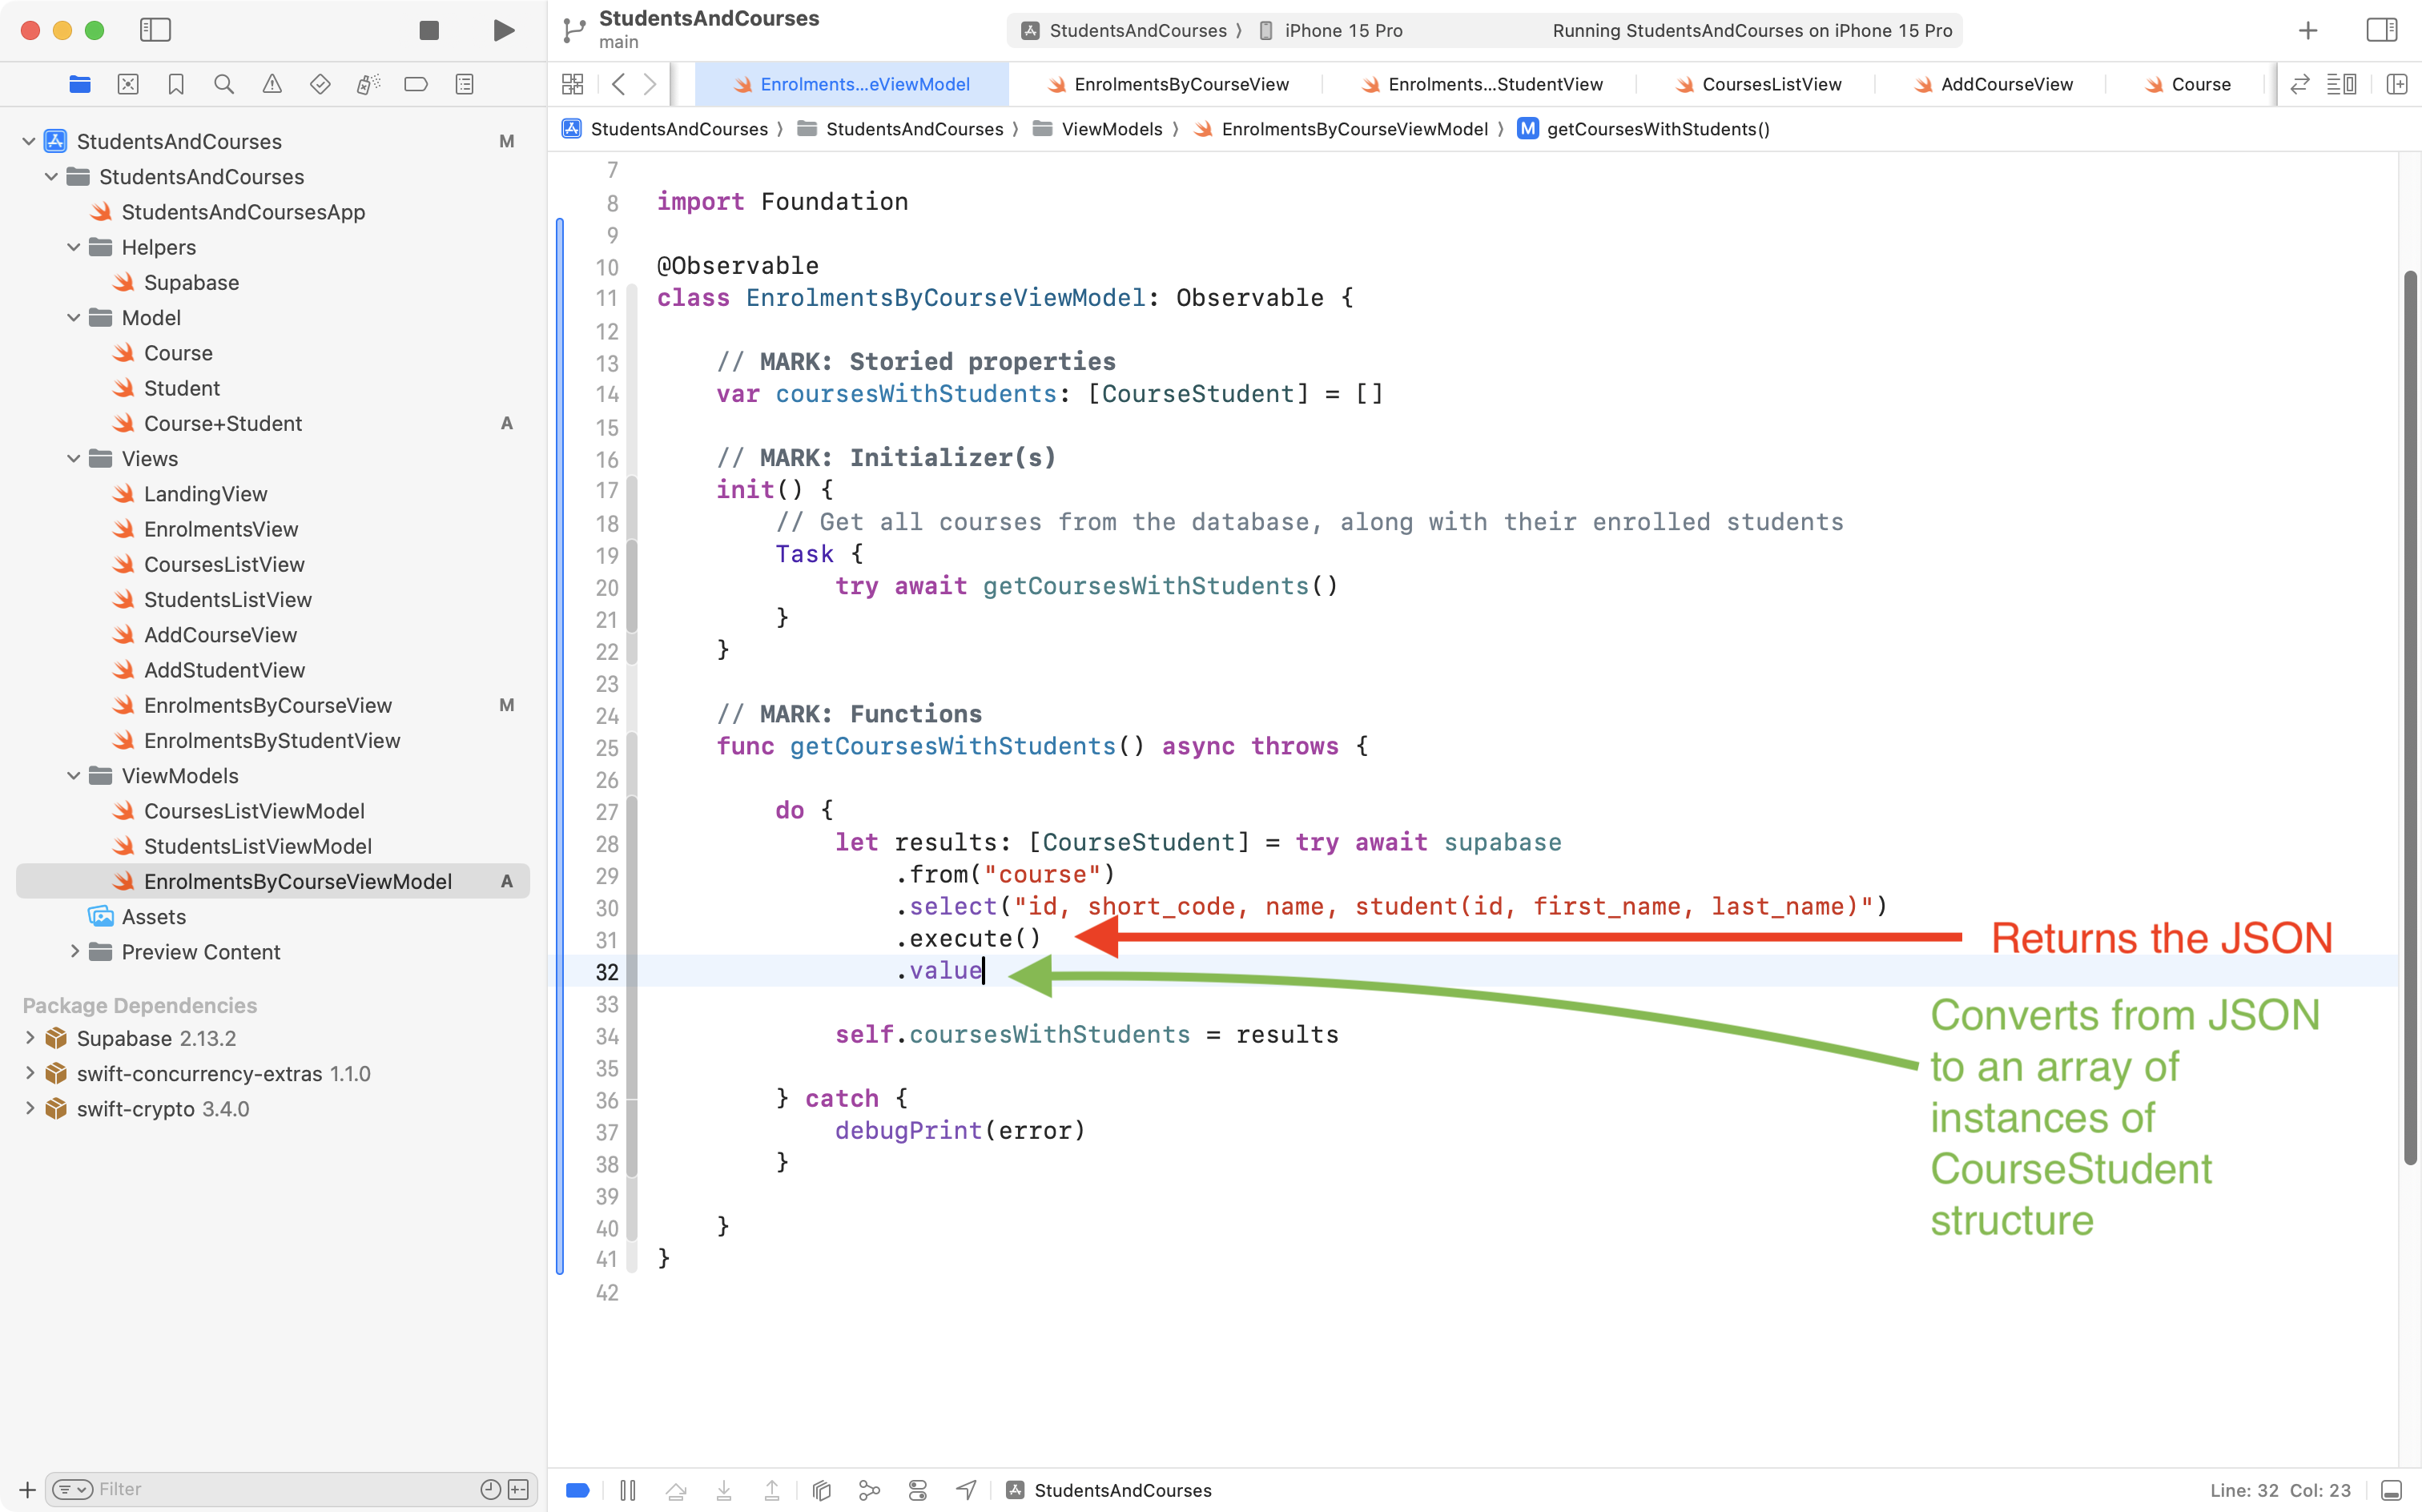 StudentsAndCourses
main
StudentsAndCourses 〉 iPhone 15 Pro
Running StudentsAndCourses on iPhone 15 Pro
Enrolments...eViewModel
EnrolmentsByCourseView
Enrolments...StudentView
CoursesListView
AddCourseView
Course
StudentsAndCourses 〉 StudentsAndCourses 〉 ViewModels 〉 EnrolmentsByCourseViewModel 〉 M getCoursesWithStudents()
StudentsAndCourses M
StudentsAndCourses
StudentsAndCoursesApp
Helpers
Supabase
Model
Course
Student
Course+Student A
Views
LandingView
EnrolmentsView
CoursesListView
StudentsListView
AddCourseView
AddStudentView
EnrolmentsByCourseView M
EnrolmentsByStudentView
ViewModels
CoursesListViewModel
StudentsListViewModel
EnrolmentsByCourseViewModel A
Assets
Preview Content
Package Dependencies
Supabase 2.13.2
swift-concurrency-extras 1.1.0
swift-crypto 3.4.0
Filter
7
8 import Foundation
9
10 @Observable
11 class EnrolmentsByCourseViewModel: Observable {
12
13 // MARK: Storied properties
14 var coursesWithStudents: [CourseStudent] = []
15
16 // MARK: Initializer(s)
17 init() {
18 // Get all courses from the database, along with their enrolled students
19 Task {
20 try await getCoursesWithStudents()
21 }
22 }
23
24 // MARK: Functions
25 func getCoursesWithStudents() async throws {
26
27 do {
28 let results: [CourseStudent] = try await supabase
29 .from("course")
30 .select("id, short_code, name, student(id, first_name, last_name)")
31 .execute()
32 .value
33
34 self.coursesWithStudents = results
35
36 } catch {
37 debugPrint(error)
38 }
39
40 }
41 }
42
Returns the JSON
Converts from JSON
to an array of
instances of
CourseStudent
structure
StudentsAndCourses
Line: 32 Col: 23